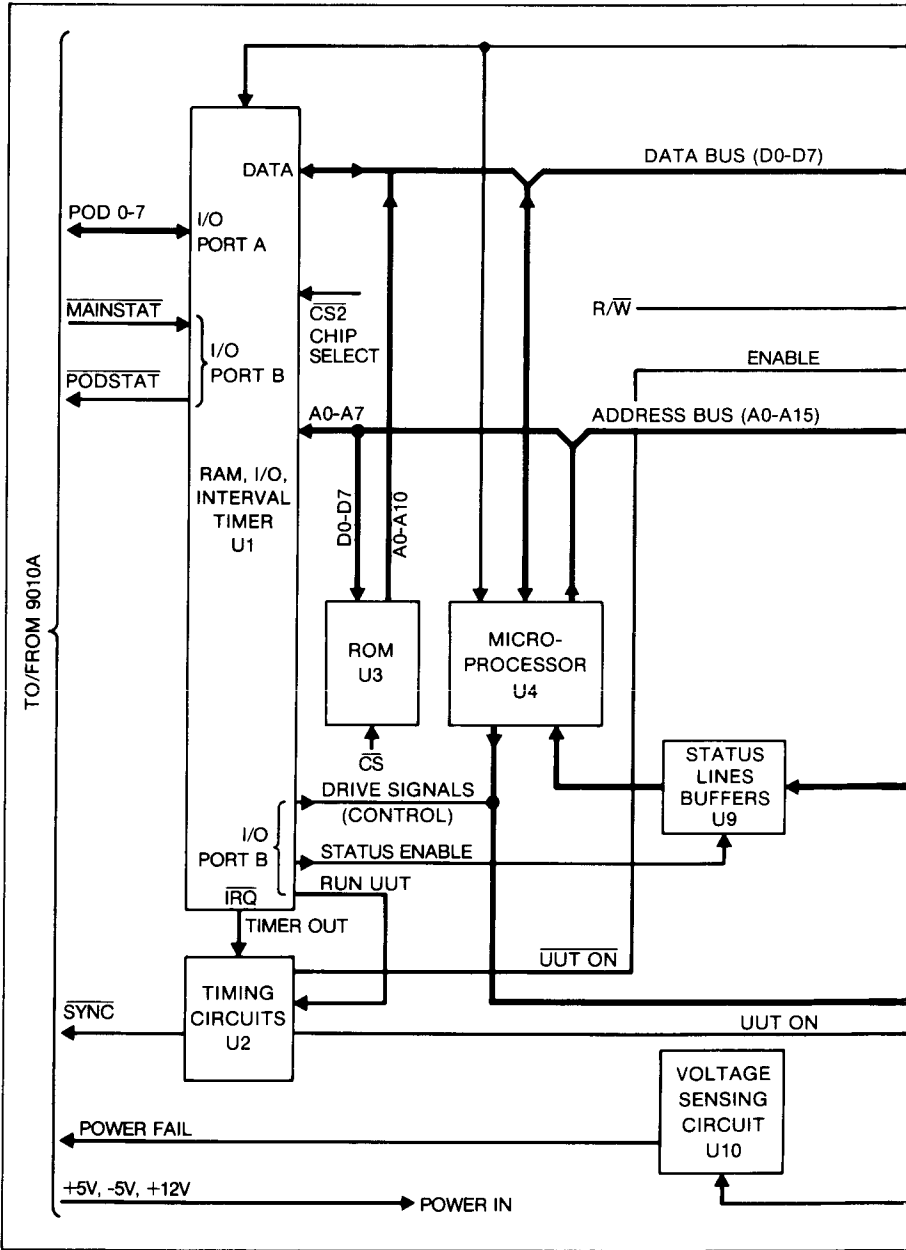 DATA
DATA BUS (D0-D7)
POD 0-7
I/O
PORT A
MAINSTAT
CS2
CHIP
SELECT
R/W
I/O
PORT B
PODSTAT
ENABLE
A0-A7
ADDRESS BUS (A0-A15)
RAM, I/O,
INTERVAL
TIMER
U1
D0-D7
A0-A10
TO/FROM 9010A
ROM
U3
CS
MICRO-
PROCESSOR
U4
STATUS
LINES
BUFFERS
U9
DRIVE SIGNALS
(CONTROL)
I/O
PORT B
STATUS ENABLE
RUN UUT
IRQ
TIMER OUT
UUT ON
TIMING
CIRCUITS
U2
SYNC
UUT ON
VOLTAGE
SENSING
CIRCUIT
U10
POWER FAIL
+5V, -5V, +12V
POWER IN